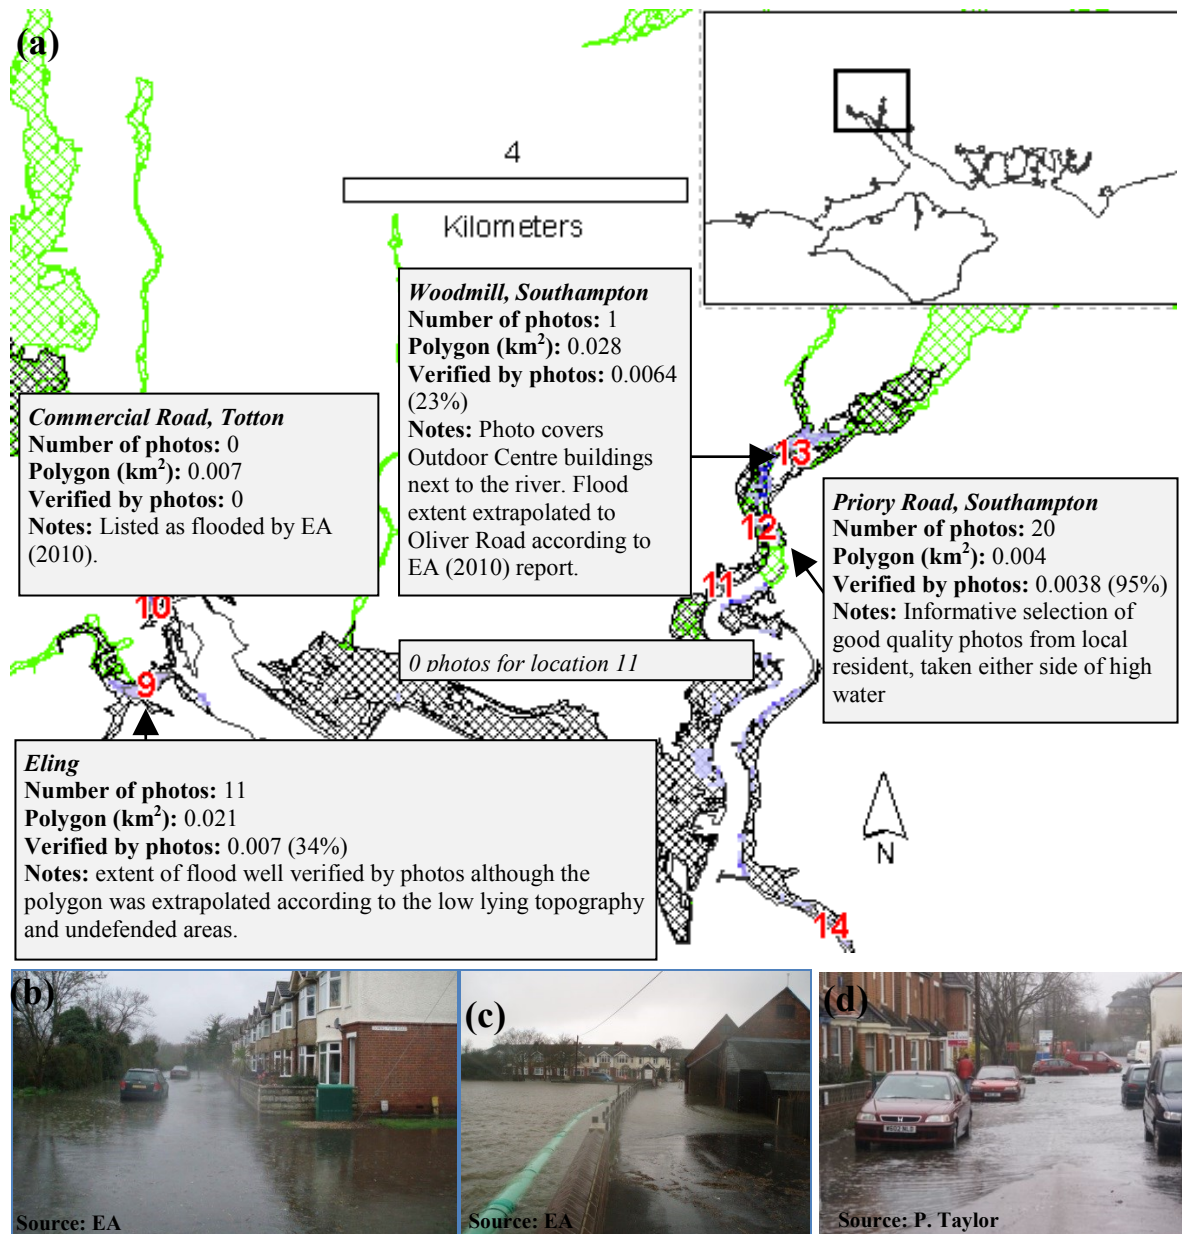 (a)
4
Kilometers
Woodmill, Southampton
Number of photos: 1
Polygon (km²): 0.028
Verified by photos: 0.0064
(23%)
Notes: Photo covers
Outdoor Centre buildings
next to the river. Flood
extent extrapolated to
Oliver Road according to
EA (2010) report.
Commercial Road, Totton
Number of photos: 0
Polygon (km²): 0.007
Verified by photos: 0
Notes: Listed as flooded by EA
(2010).
13
12
11
10
9
14
Priory Road, Southampton
Number of photos: 20
Polygon (km²): 0.004
Verified by photos: 0.0038 (95%)
Notes: Informative selection of
good quality photos from local
resident, taken either side of high
water
0 photos for location 11
Eling
Number of photos: 11
Polygon (km²): 0.021
Verified by photos: 0.007 (34%)
Notes: extent of flood well verified by photos although the
polygon was extrapolated according to the low lying topography
and undefended areas.
N
(b)
Source: EA
(c)
Source: EA
(d)
Source: P. Taylor